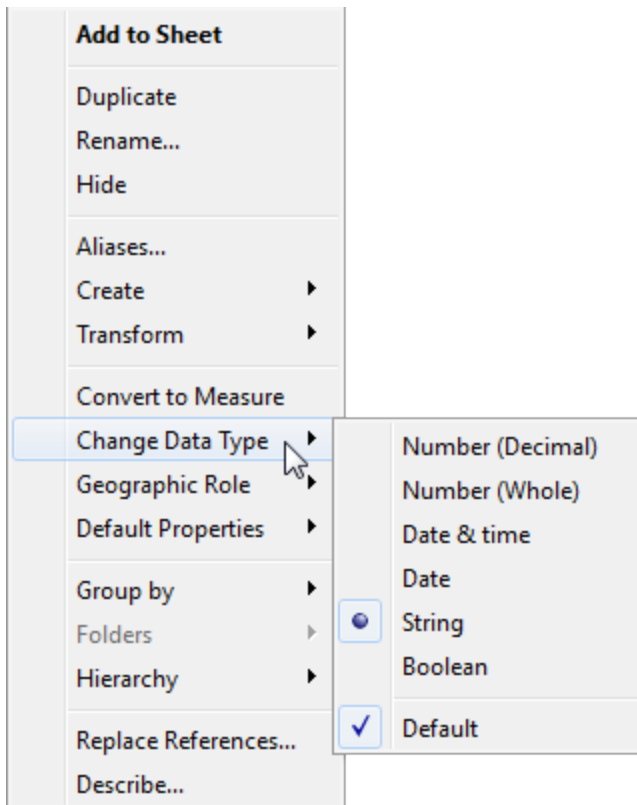 Add to Sheet
Duplicate
Rename...
Hide
Aliases...
Create
Transform
Convert to Measure
Change Data Type
Geographic Role
Default Properties
Group by
Folders
Hierarchy
Replace References...
Describe...
Number (Decimal)
Number (Whole)
Date & time
Date
String
Boolean
Default